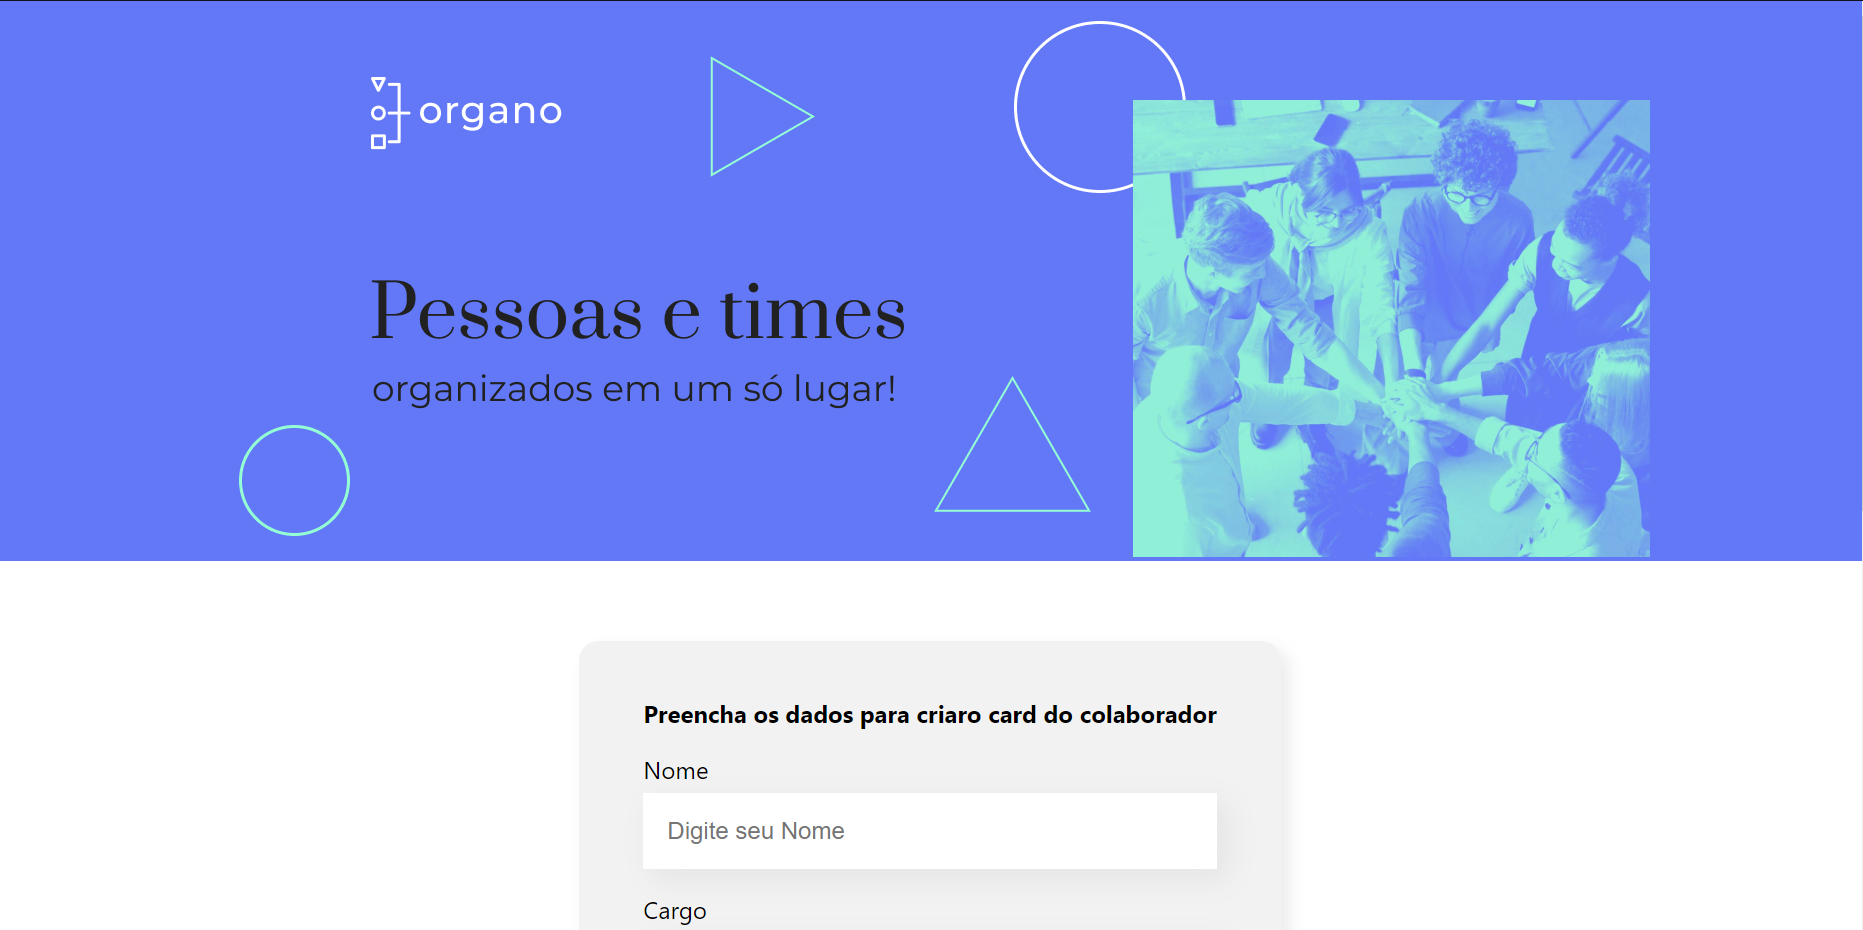 organo
Pessoas e times
organizados em um só lugar!
Preencha os dados para criaro card do colaborador
Nome
Digite seu Nome
Cargo